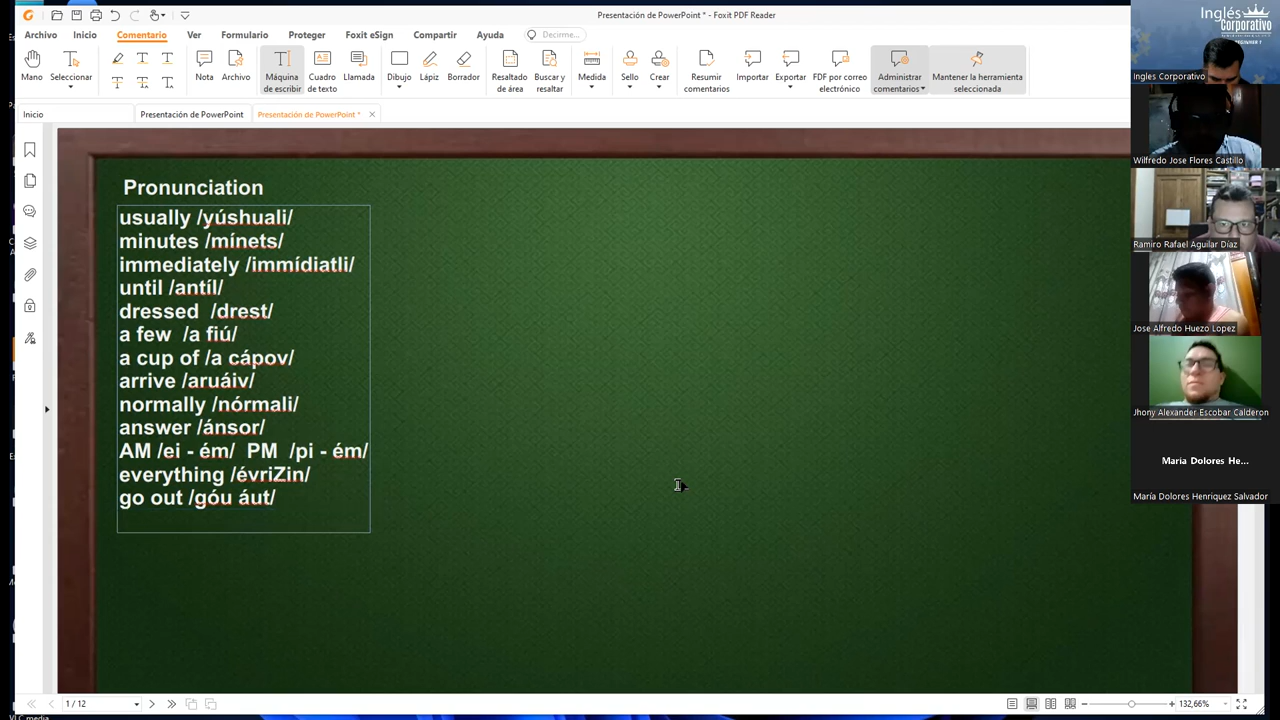 Presentación de PowerPoint * - Foxit PDF Reader
Archivo Inicio Comentario Ver Formulario Proteger Foxit eSign Compartir Ayuda Decirme...
Mano
Seleccionar
Nota
Archivo
Máquina de escribir
Cuadro de texto
Llamada
Dibujo
Lápiz
Borrador
Resaltado de área
Buscar y resaltar
Medida
Sello
Crear
Resumir comentarios
Importar
Exportar
PDF por correo electrónico
Administrar comentarios
Mantener la herramienta seleccionada
Inicio
Presentación de PowerPoint
Presentación de PowerPoint *
Pronunciation
usually /yúshuali/
minutes /mínets/
immediately /immídiatli/
until /antíl/
dressed /drest/
a few /a fiú/
a cup of /a cápov/
arrive /aruáiv/
normally /nórmali/
answer /ánsor/
AM /ei - ém/ PM /pi - ém/
everything /évriZin/
go out /góu áut/
Inglés
Corporativo
Ingles Corporativo
Wilfredo Jose Flores Castillo
Ramiro Rafael Aguilar Díaz
Jose Alfredo Huezo Lopez
Jhony Alexander Escobar Calderon
Maria Dolores He...
María Dolores Henriquez Salvador
1 / 12
132,66%
VLC media